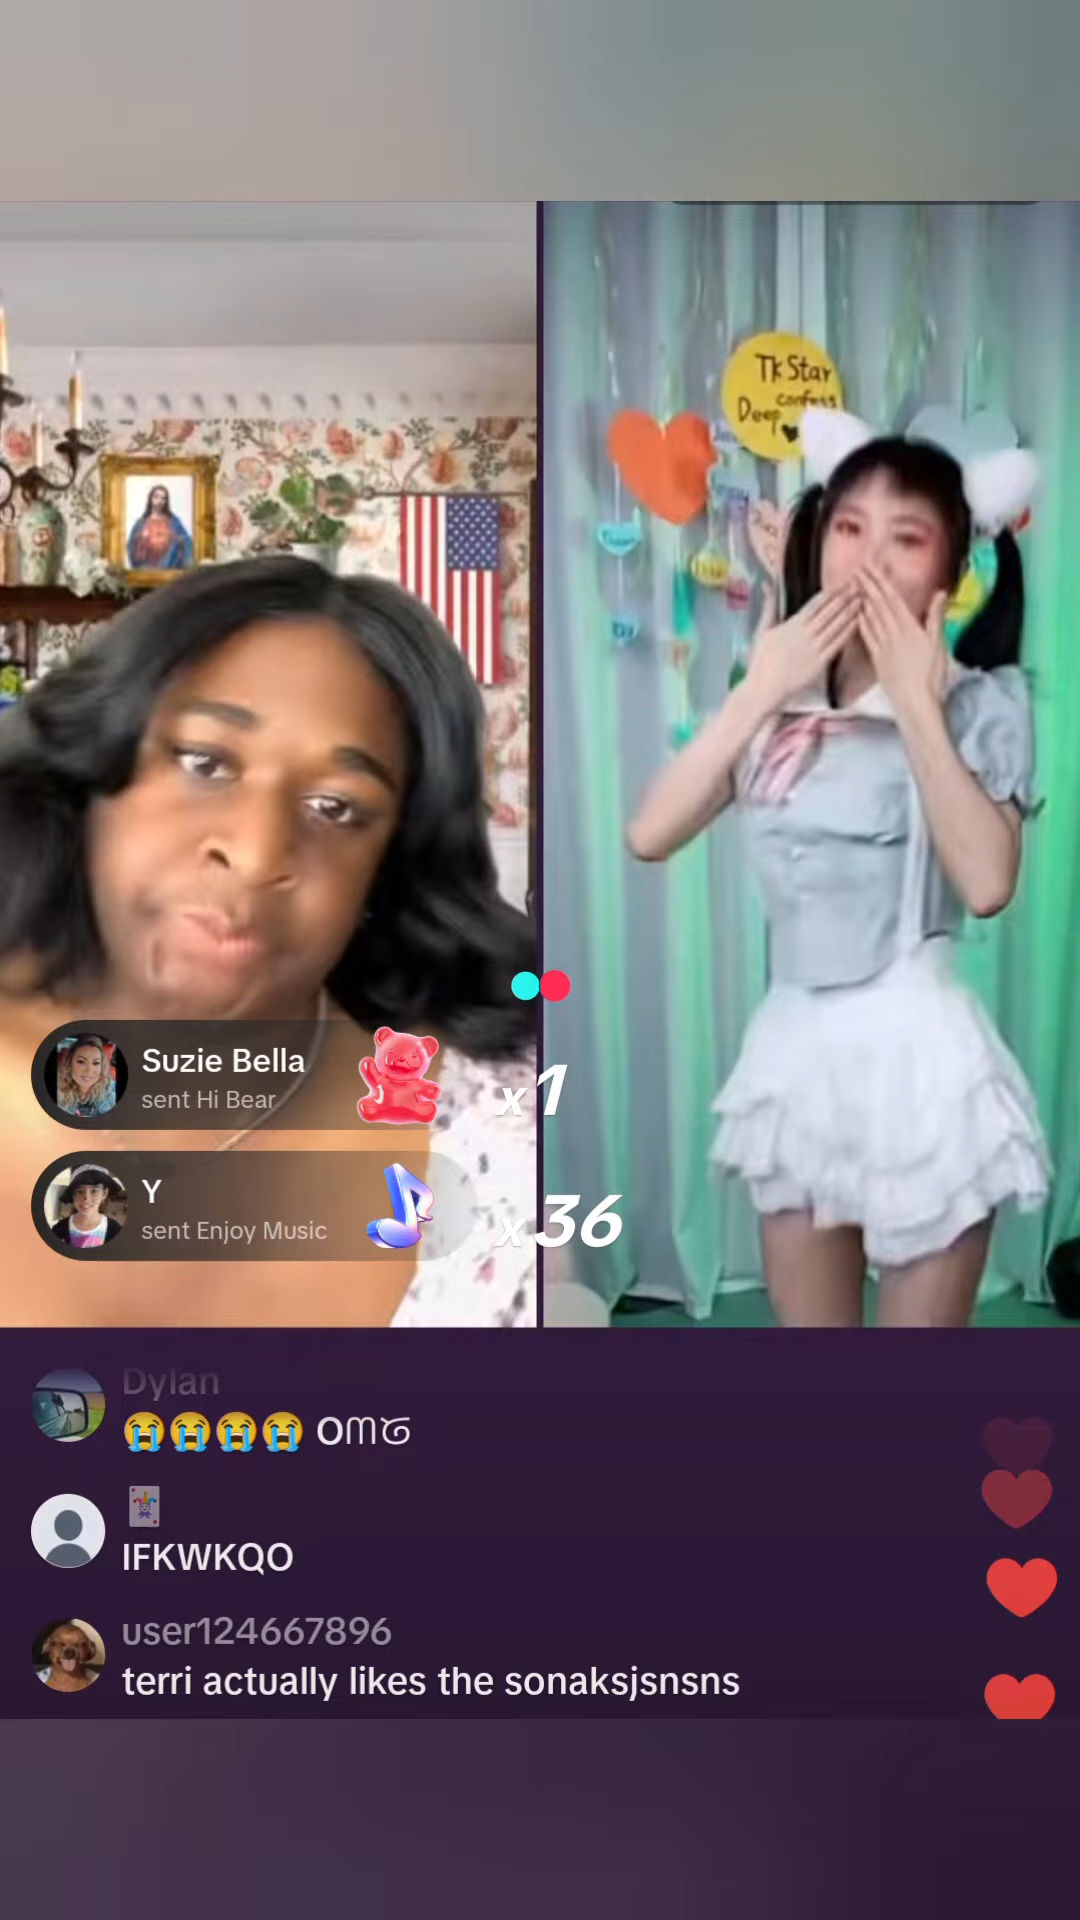 Tk Star
confess
Deep
Suzie Bella
sent Hi Bear
x1
Y
sent Enjoy Music
x36
Dylan
😭😭😭😭 Oᗰᘜ
🃏
IFKWKQO
user124667896
terri actually likes the sonaksjsnsns